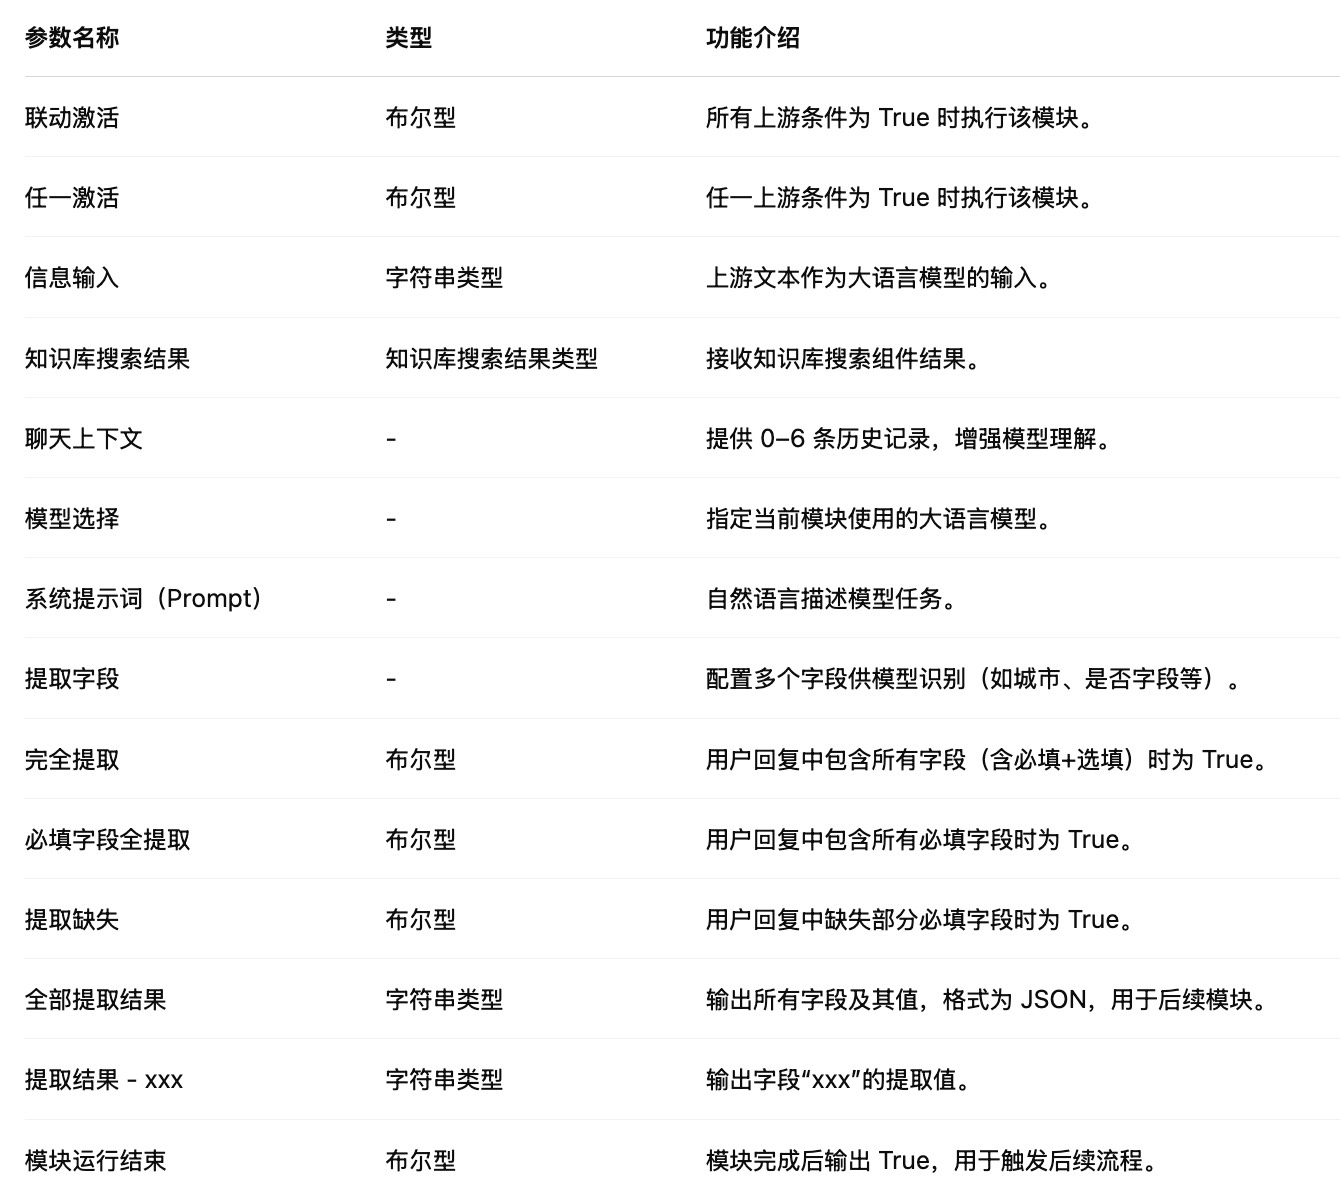 参数名称 类型 功能介绍
联动激活 布尔型 所有上游条件为 True 时执行该模块。
任一激活 布尔型 任一上游条件为 True 时执行该模块。
信息输入 字符串类型 上游文本作为大语言模型的输入。
知识库搜索结果 知识库搜索结果类型 接收知识库搜索组件结果。
聊天上下文 - 提供 0–6 条历史记录，增强模型理解。
模型选择 - 指定当前模块使用的大语言模型。
系统提示词（Prompt） - 自然语言描述模型任务。
提取字段 - 配置多个字段供模型识别（如城市、是否字段等）。
完全提取 布尔型 用户回复中包含所有字段（含必填+选填）时为 True。
必填字段全提取 布尔型 用户回复中包含所有必填字段时为 True。
提取缺失 布尔型 用户回复中缺失部分必填字段时为 True。
全部提取结果 字符串类型 输出所有字段及其值，格式为 JSON，用于后续模块。
提取结果 - xxx 字符串类型 输出字段“xxx”的提取值。
模块运行结束 布尔型 模块完成后输出 True，用于触发后续流程。